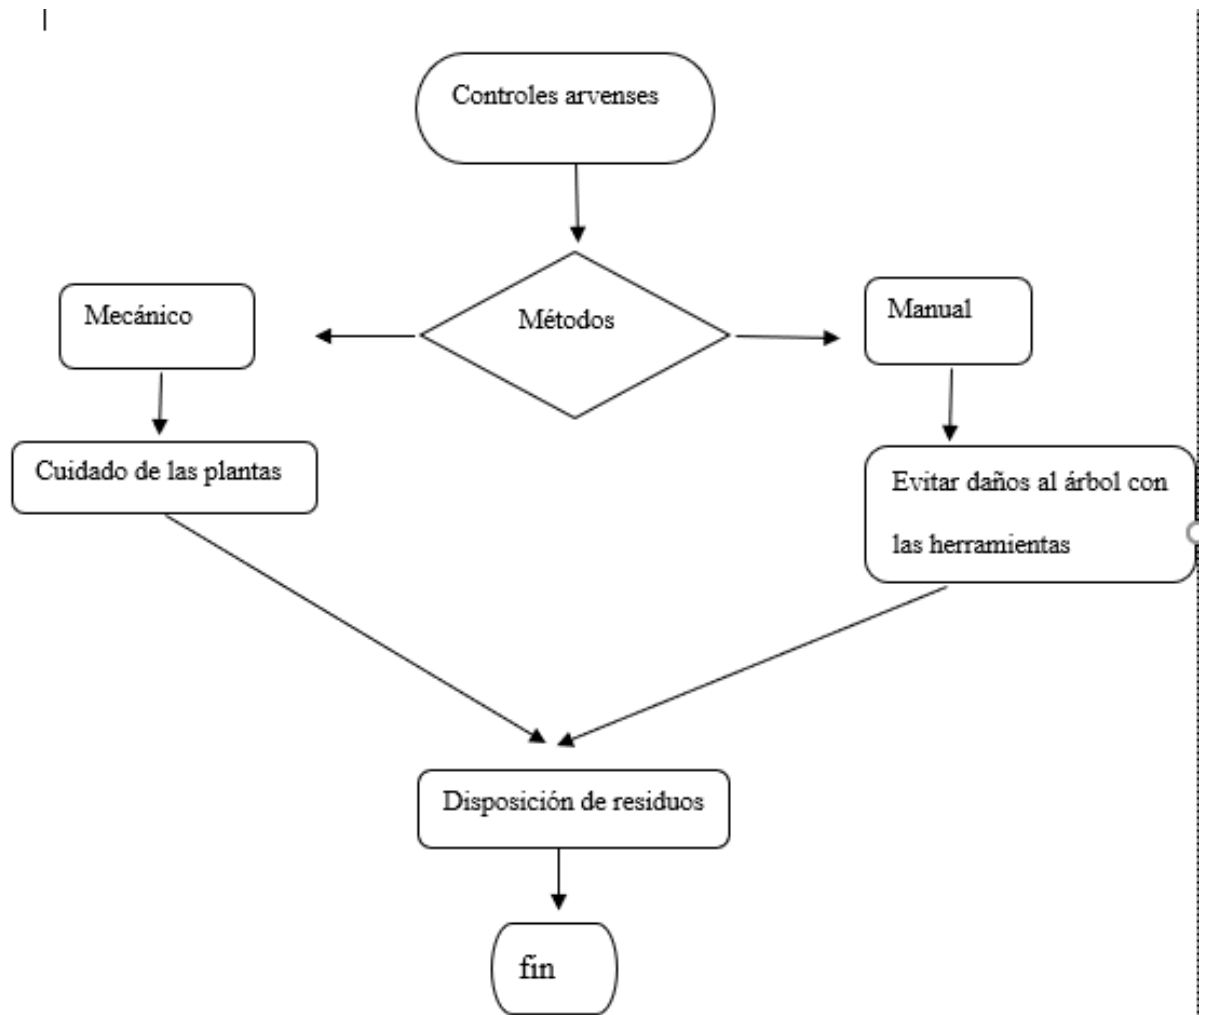 Controles arvenses
Métodos
Mecánico
Manual
Cuidado de las plantas
Evitar daños al árbol con
las herramientas
Disposición de residuos
fin